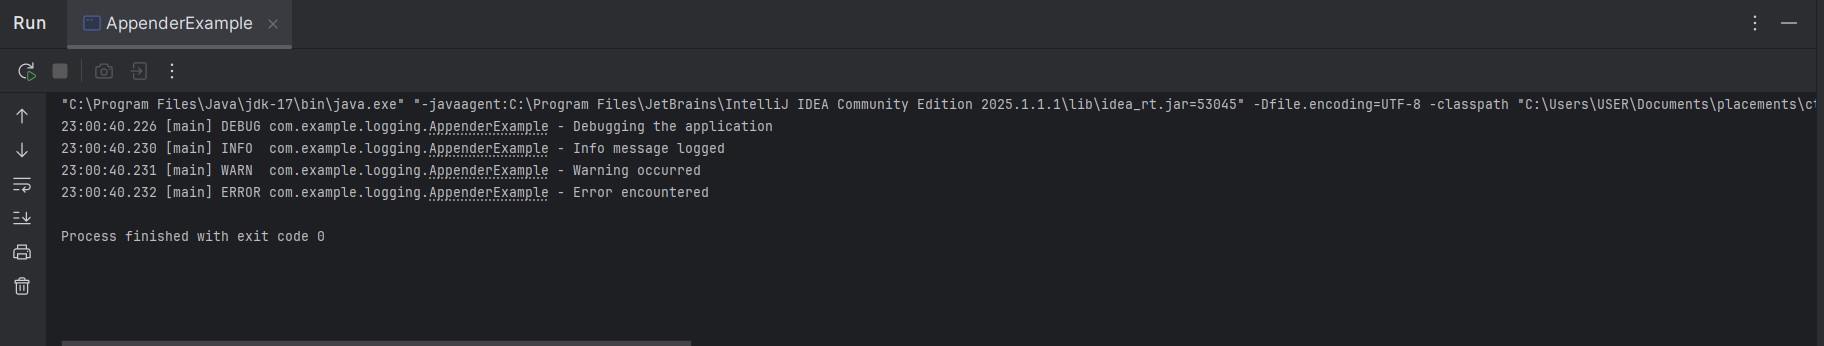 Run AppenderExample
"C:\Program Files\Java\jdk-17\bin\java.exe" "-javaagent:C:\Program Files\JetBrains\IntelliJ IDEA Community Edition 2025.1.1.1\lib\idea_rt.jar=53045" -Dfile.encoding=UTF-8 -classpath "C:\Users\USER\Documents\placements\
23:00:40.226 [main] DEBUG com.example.logging.AppenderExample - Debugging the application
23:00:40.230 [main] INFO  com.example.logging.AppenderExample - Info message logged
23:00:40.231 [main] WARN  com.example.logging.AppenderExample - Warning occurred
23:00:40.232 [main] ERROR com.example.logging.AppenderExample - Error encountered
Process finished with exit code 0